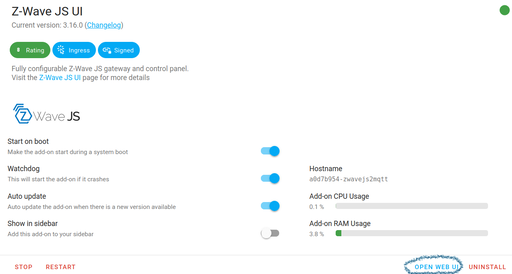 Z-Wave JS UI
Current version: 3.16.0 (Changelog)
Rating
Ingress
Signed
Fully configurable Z-Wave JS gateway and control panel.
Visit the Z-Wave JS UI page for more details
Z Wave JS
Start on boot
Make the add-on start during a system boot
Watchdog
This will start the add-on if it crashes
Auto update
Auto update the add-on when there is a new version available
Show in sidebar
Add this add-on to your sidebar
Hostname
a0d7b954-zwavejs2mqtt
Add-on CPU Usage
0.1 %
Add-on RAM Usage
3.8 %
STOP RESTART OPEN WEB UI UNINSTALL